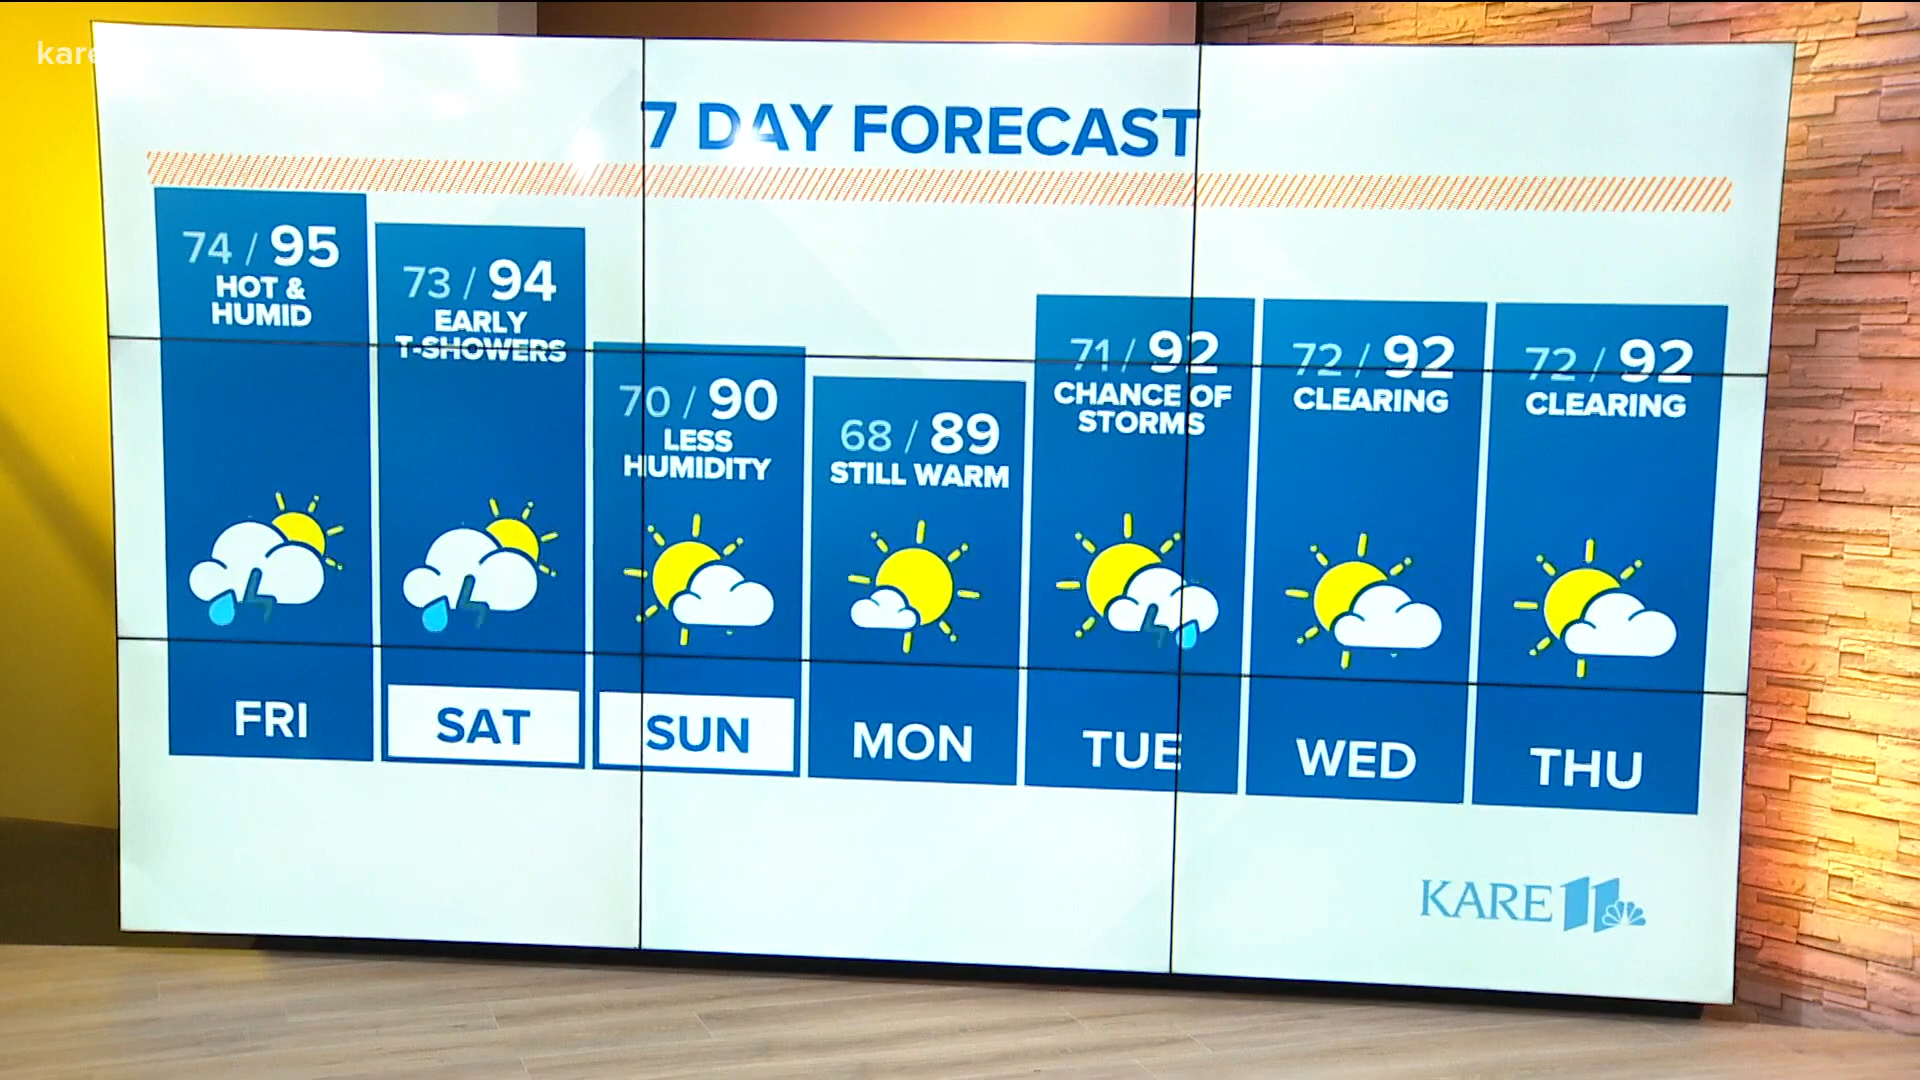 kare
7 DAY FORECAST
74 / 95
HOT &
HUMID
FRI
73 / 94
EARLY
T-SHOWERS
SAT
70 / 90
LESS
HUMIDITY
SUN
68 / 89
STILL WARM
MON
71 / 92
CHANCE OF
STORMS
TUE
72 / 92
CLEARING
WED
72 / 92
CLEARING
THU
KARE 11